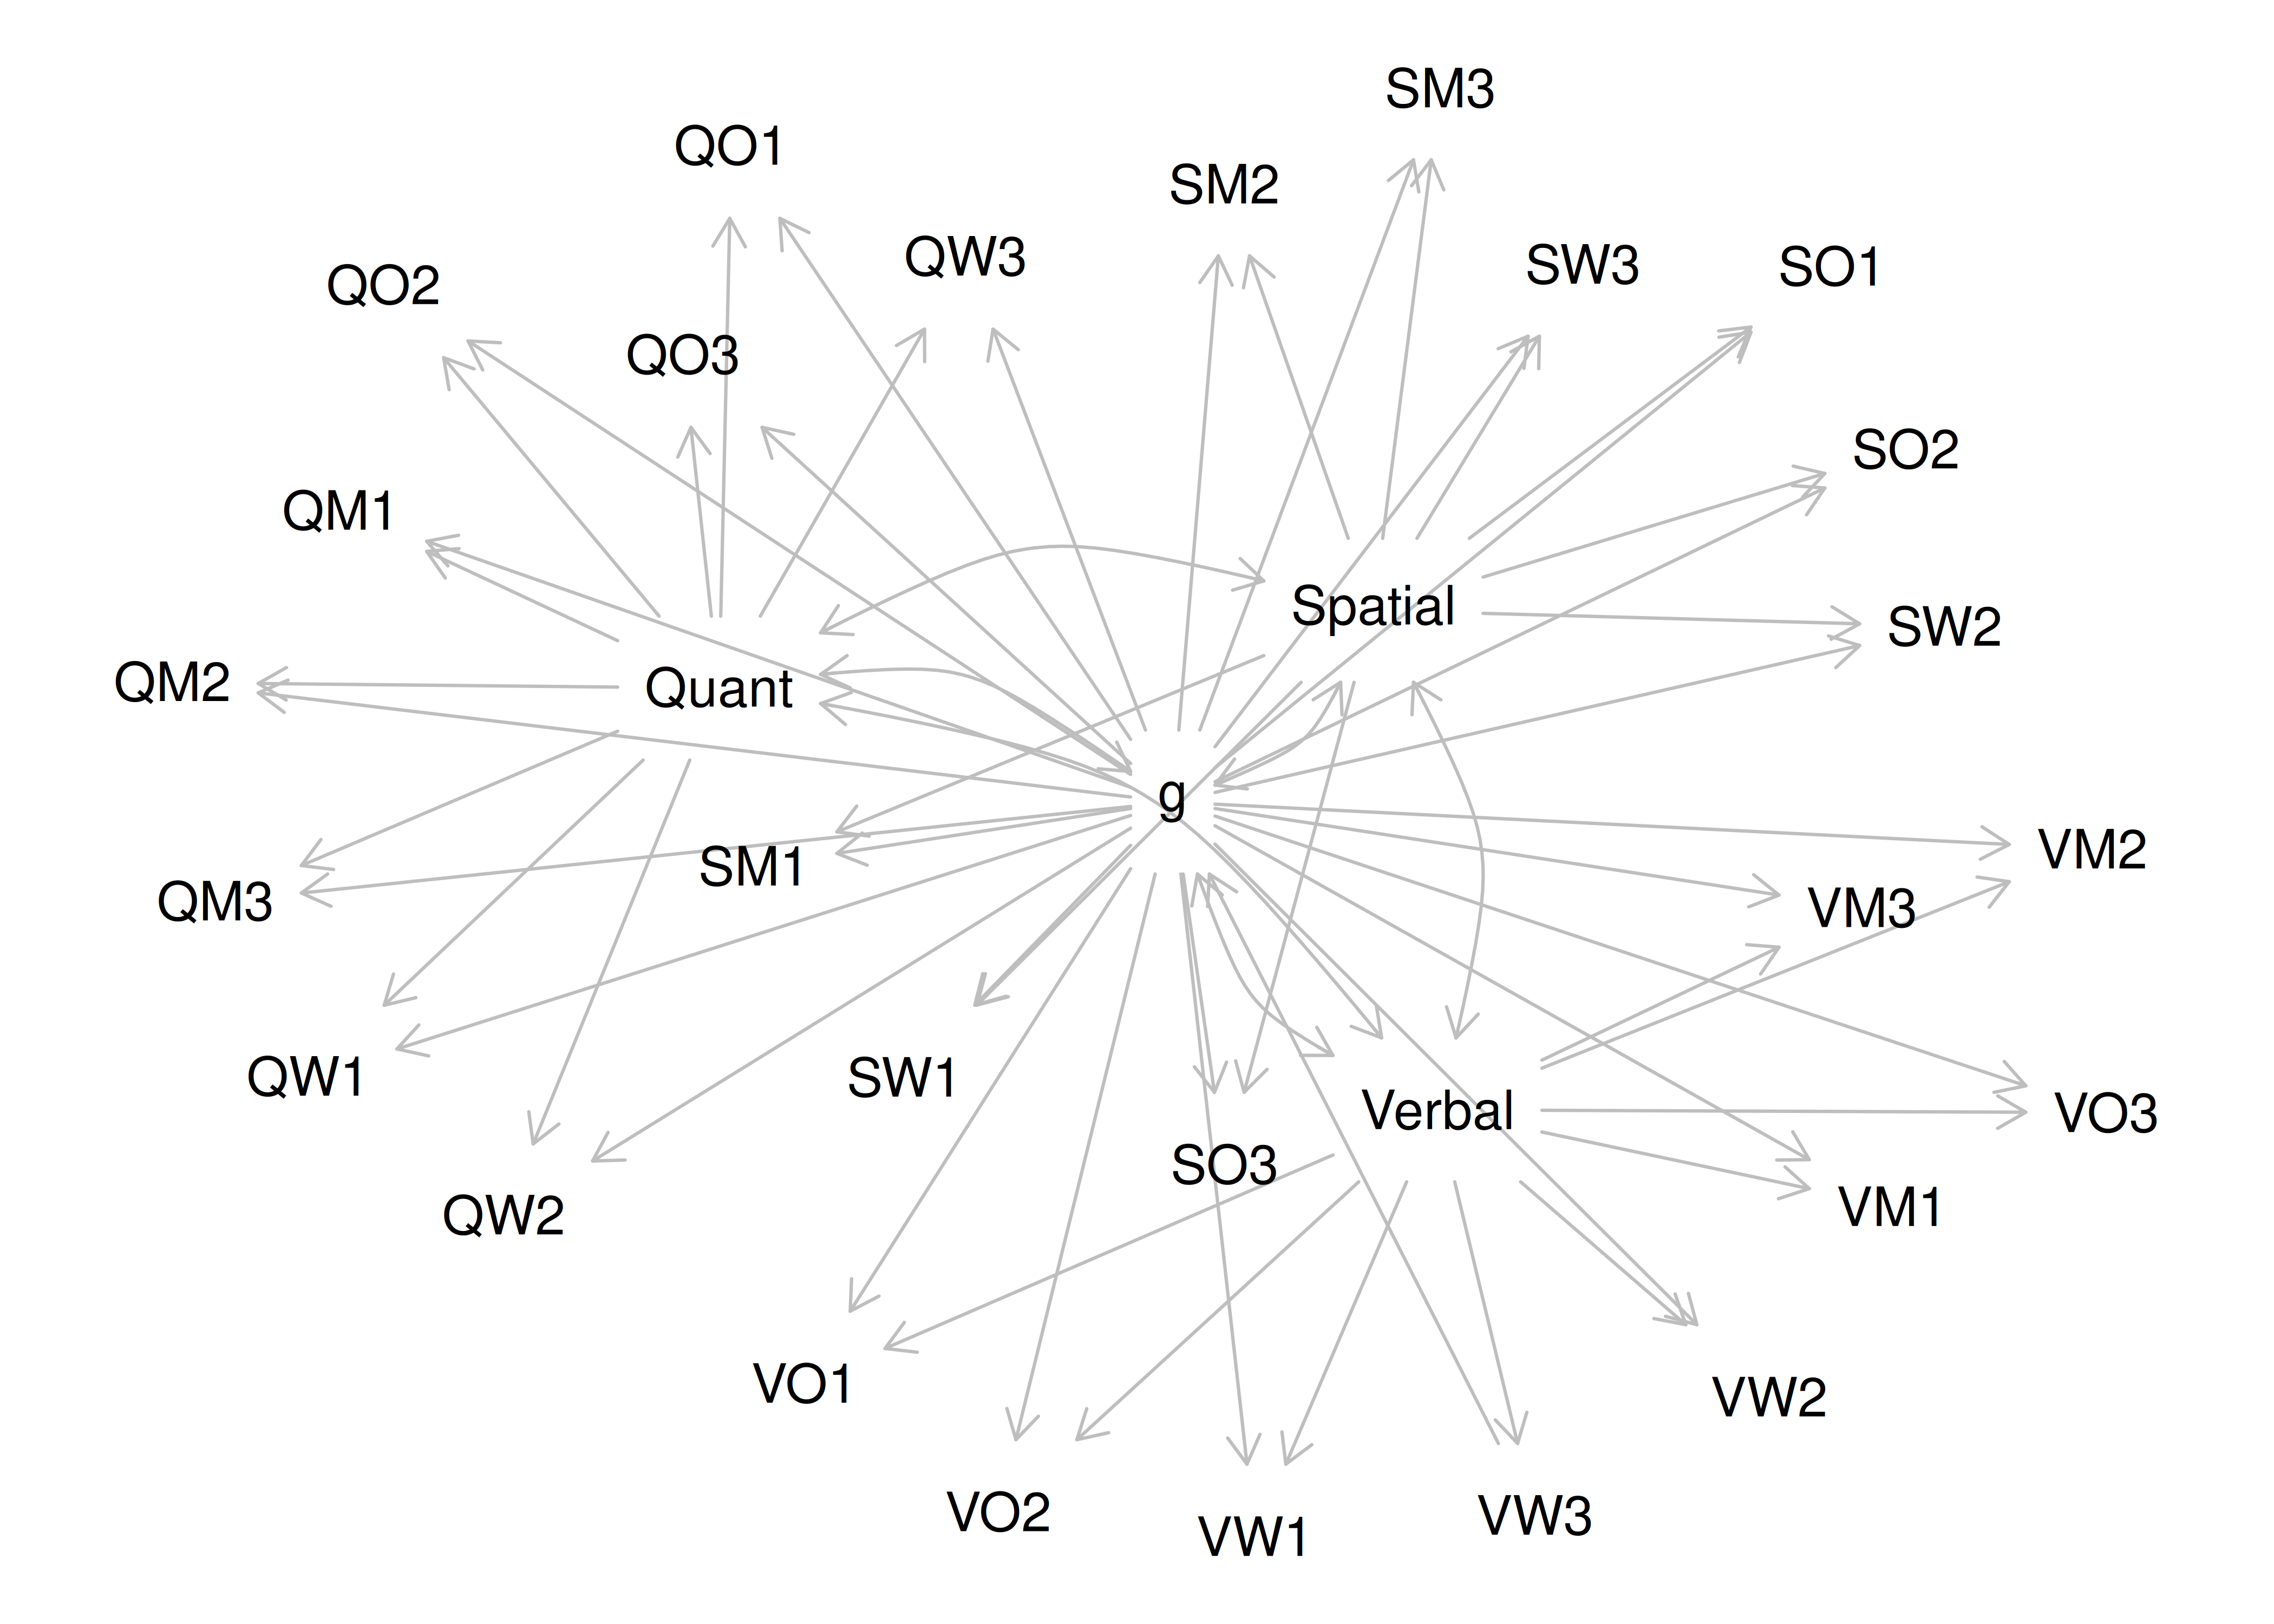 SM3
QO1
SM2
QW3
SW3
SO1
QO2
QO3
SO2
QM1
Spatial
SW2
QM2
Quant
g
VM2
SM1
QM3
VM3
QW1
SW1
Verbal
VO3
SO3
QW2
VM1
VO1
VW2
VO2
VW3
VW1